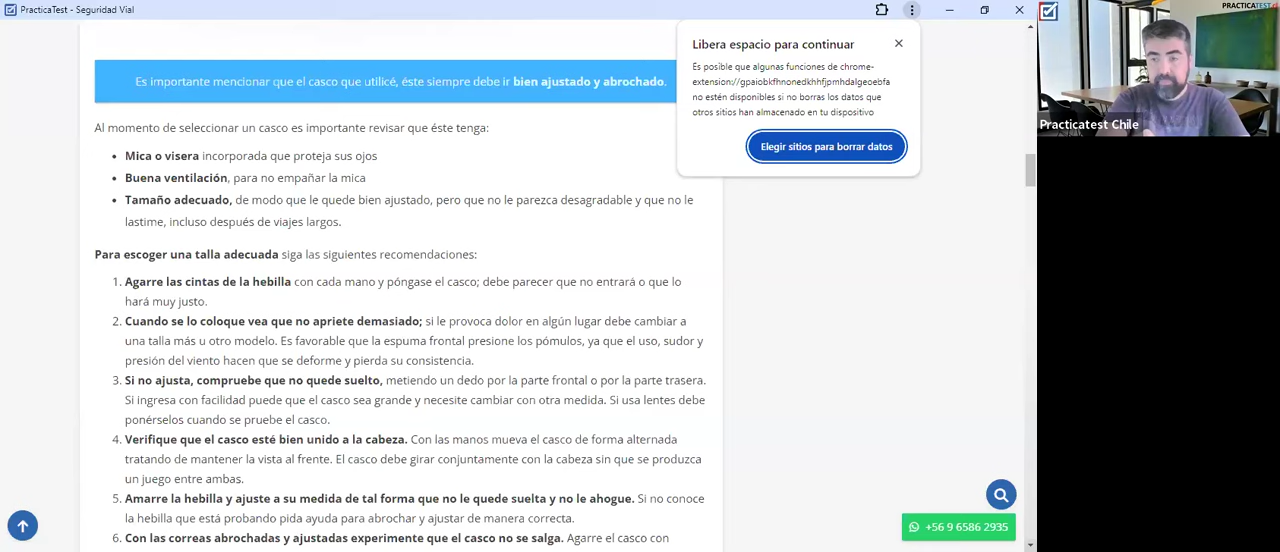 PracticaTest - Seguridad Vial
PRACTICATEST
Libera espacio para continuar
Es posible que algunas funciones de chrome-
extension://gpaiobkfhnonedkhhfjpmhdalgeoebfa
no estén disponibles si no borras los datos que
otros sitios han almacenado en tu dispositivo
Elegir sitios para borrar datos
Practicatest Chile
Es importante mencionar que el casco que utilicé, éste siempre debe ir bien ajustado y abrochado.
Al momento de seleccionar un casco es importante revisar que éste tenga:
• Mica o visera incorporada que proteja sus ojos
• Buena ventilación, para no empañar la mica
• Tamaño adecuado, de modo que le quede bien ajustado, pero que no le parezca desagradable y que no le
lastime, incluso después de viajes largos.
Para escoger una talla adecuada siga las siguientes recomendaciones:
1. Agarre las cintas de la hebilla con cada mano y póngase el casco; debe parecer que no entrará o que lo
hará muy justo.
2. Cuando se lo coloque vea que no apriete demasiado; si le provoca dolor en algún lugar debe cambiar a
una talla más u otro modelo. Es favorable que la espuma frontal presione los pómulos, ya que el uso, sudor y
presión del viento hacen que se deforme y pierda su consistencia.
3. Si no ajusta, compruebe que no quede suelto, metiendo un dedo por la parte frontal o por la parte trasera.
Si ingresa con facilidad puede que el casco sea grande y necesite cambiar con otra medida. Si usa lentes debe
ponérselos cuando se pruebe el casco.
4. Verifique que el casco esté bien unido a la cabeza. Con las manos mueva el casco de forma alternada
tratando de mantener la vista al frente. El casco debe girar conjuntamente con la cabeza sin que se produzca
un juego entre ambas.
5. Amarre la hebilla y ajuste a su medida de tal forma que no le quede suelta y no le ahogue. Si no conoce
la hebilla que está probando pida ayuda para abrochar y ajustar de manera correcta.
6. Con las correas abrochadas y ajustadas experimente que el casco no se salga. Agarre el casco con
+56 9 6586 2935